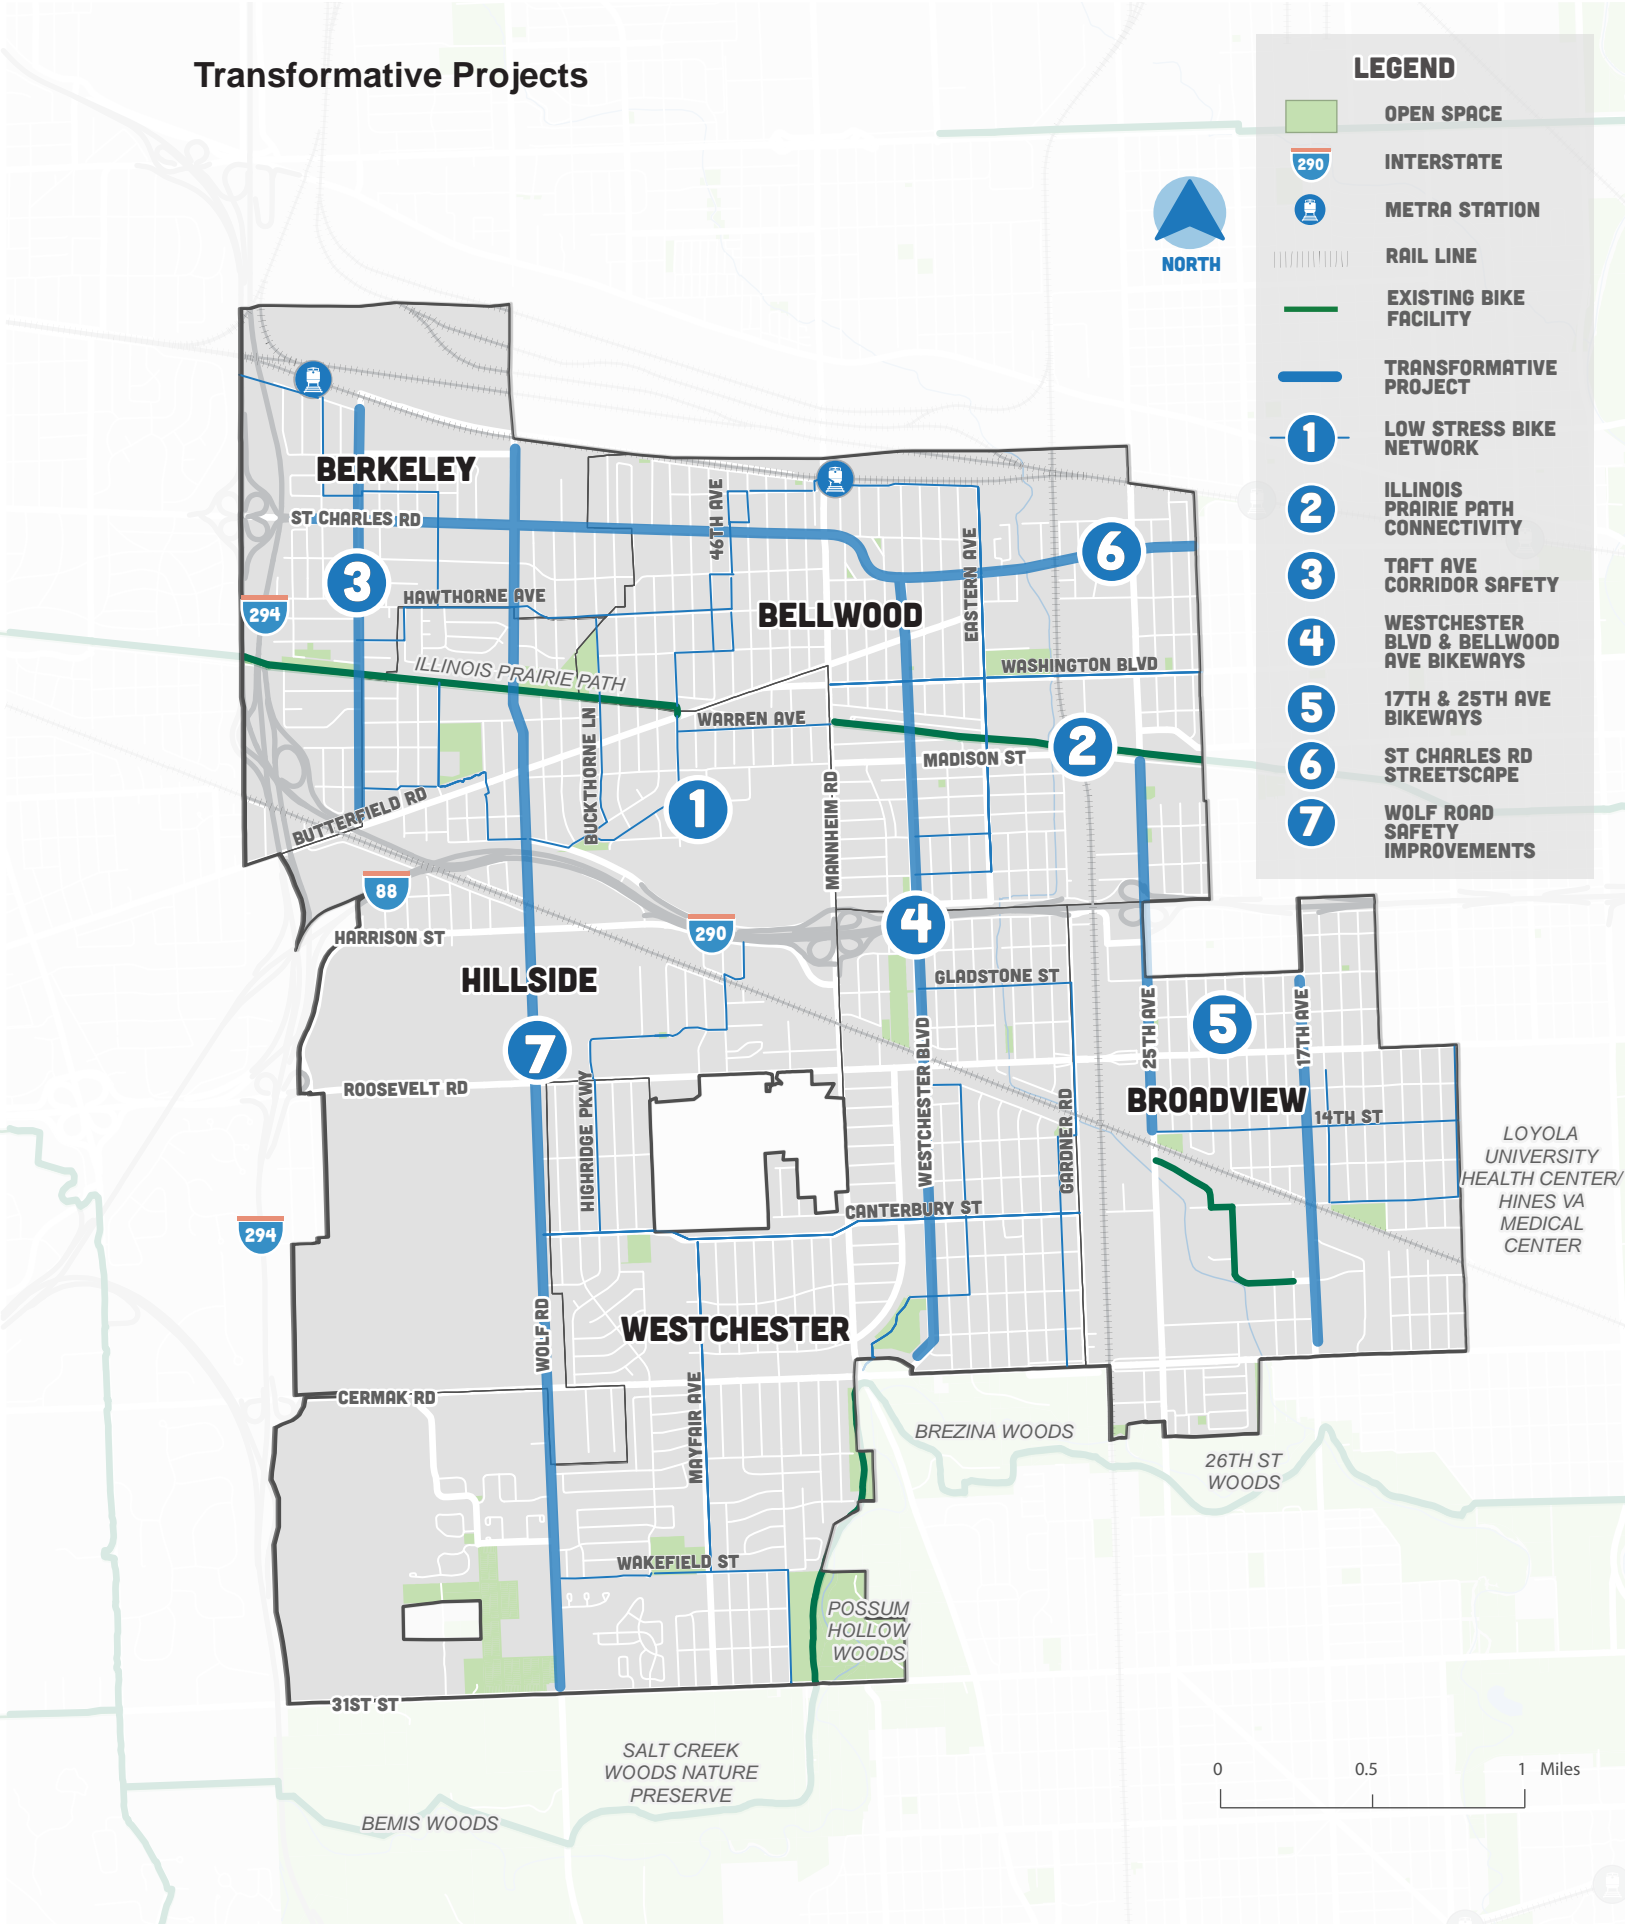 Transformative Projects
LEGEND
OPEN SPACE
290
INTERSTATE
METRA STATION
RAIL LINE
EXISTING BIKE
FACILITY
TRANSFORMATIVE
PROJECT
1
LOW STRESS BIKE
NETWORK
2
ILLINOIS
PRAIRIE PATH
CONNECTIVITY
3
TAFT AVE
CORRIDOR SAFETY
4
WESTCHESTER
BLVD & BELLWOOD
AVE BIKEWAYS
5
17TH & 25TH AVE
BIKEWAYS
6
ST CHARLES RD
STREETSCAPE
7
WOLF ROAD
SAFETY
IMPROVEMENTS
NORTH
BERKELEY
ST CHARLES RD
46TH AVE
6
3
HAWTHORNE AVE
294
BELLWOOD
EASTERN AVE
ILLINOIS PRAIRIE PATH
WASHINGTON BLVD
WARREN AVE
2
MADISON ST
BUCKTHORNE LN
1
MANNHEIM RD
BUTTERFIELD RD
88
290
4
HARRISON ST
HILLSIDE
GLADSTONE ST
25TH AVE
5
17TH AVE
7
WESTCHESTER BLVD
ROOSEVELT RD
HIGHRIDGE PKWY
GARDNER RD
BROADVIEW
14TH ST
LOYOLA
UNIVERSITY
HEALTH CENTER/
HINES VA
MEDICAL
CENTER
CANTERBURY ST
294
WOLF RD
WESTCHESTER
CERMAK RD
MAYFAIR AVE
BREZINA WOODS
26TH ST
WOODS
WAKEFIELD ST
POSSUM
HOLLOW
WOODS
31ST ST
SALT CREEK
WOODS NATURE
PRESERVE
BEMIS WOODS
0 0.5 1 Miles